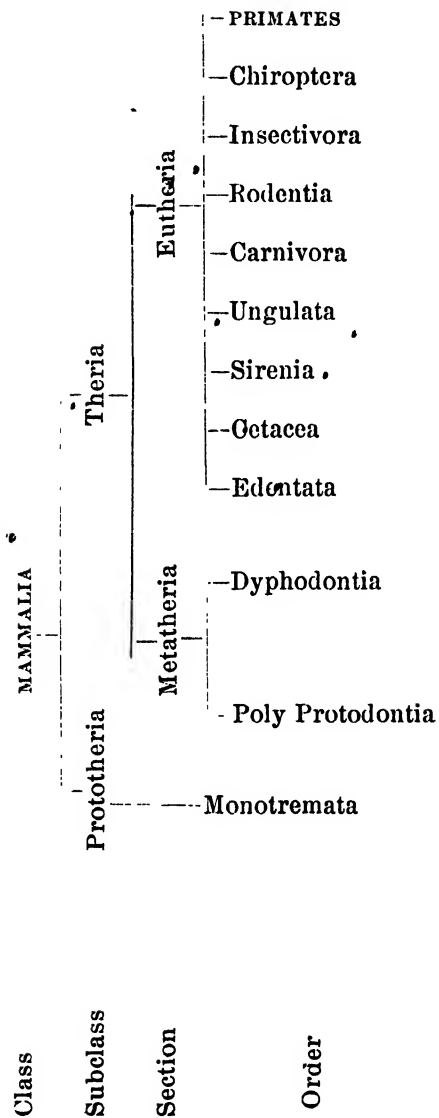 PRIMATES
Chiroptera
Insectivora
Rodentia
Carnivora
Ungulata
Sirenia
Cetacea
Edentata
Eutheria
Theria
Dyphodontia
Metatheria
Poly Protodontia
MAMMALIA
Prototheria
Monotremata
Class
Subclass
Section
Order